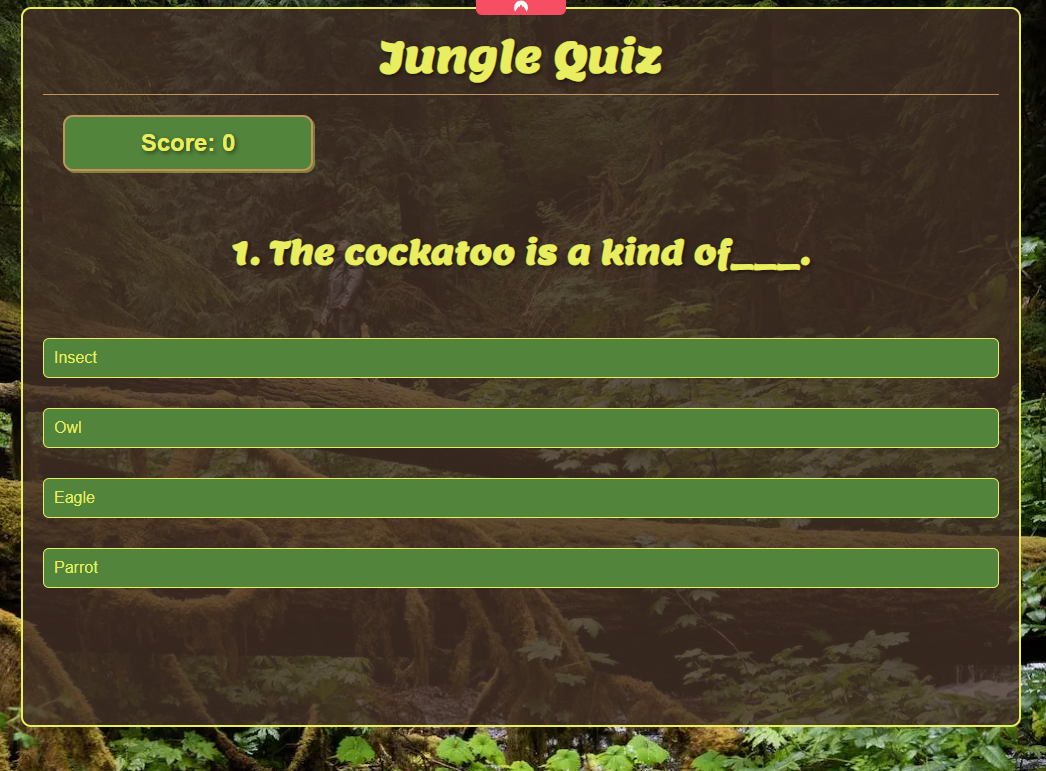 Jungle Quiz
Score: 0
1. The cockatoo is a kind of___.
Insect
Owl
Eagle
Parrot